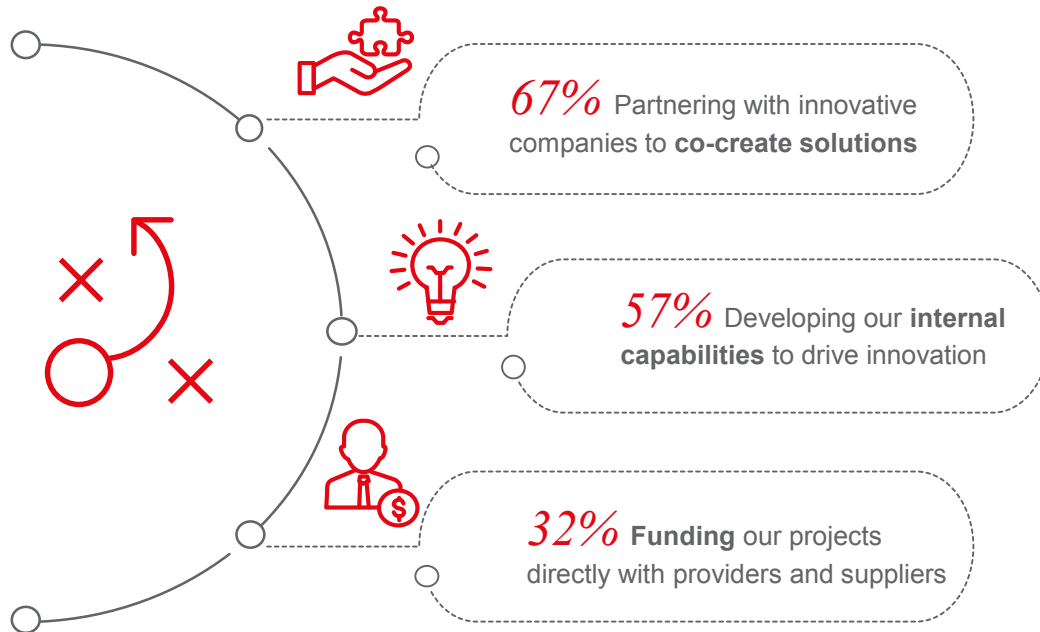 67% Partnering with innovative
companies to co-create solutions
57% Developing our internal
capabilities to drive innovation
$
32% Funding our projects
directly with providers and suppliers